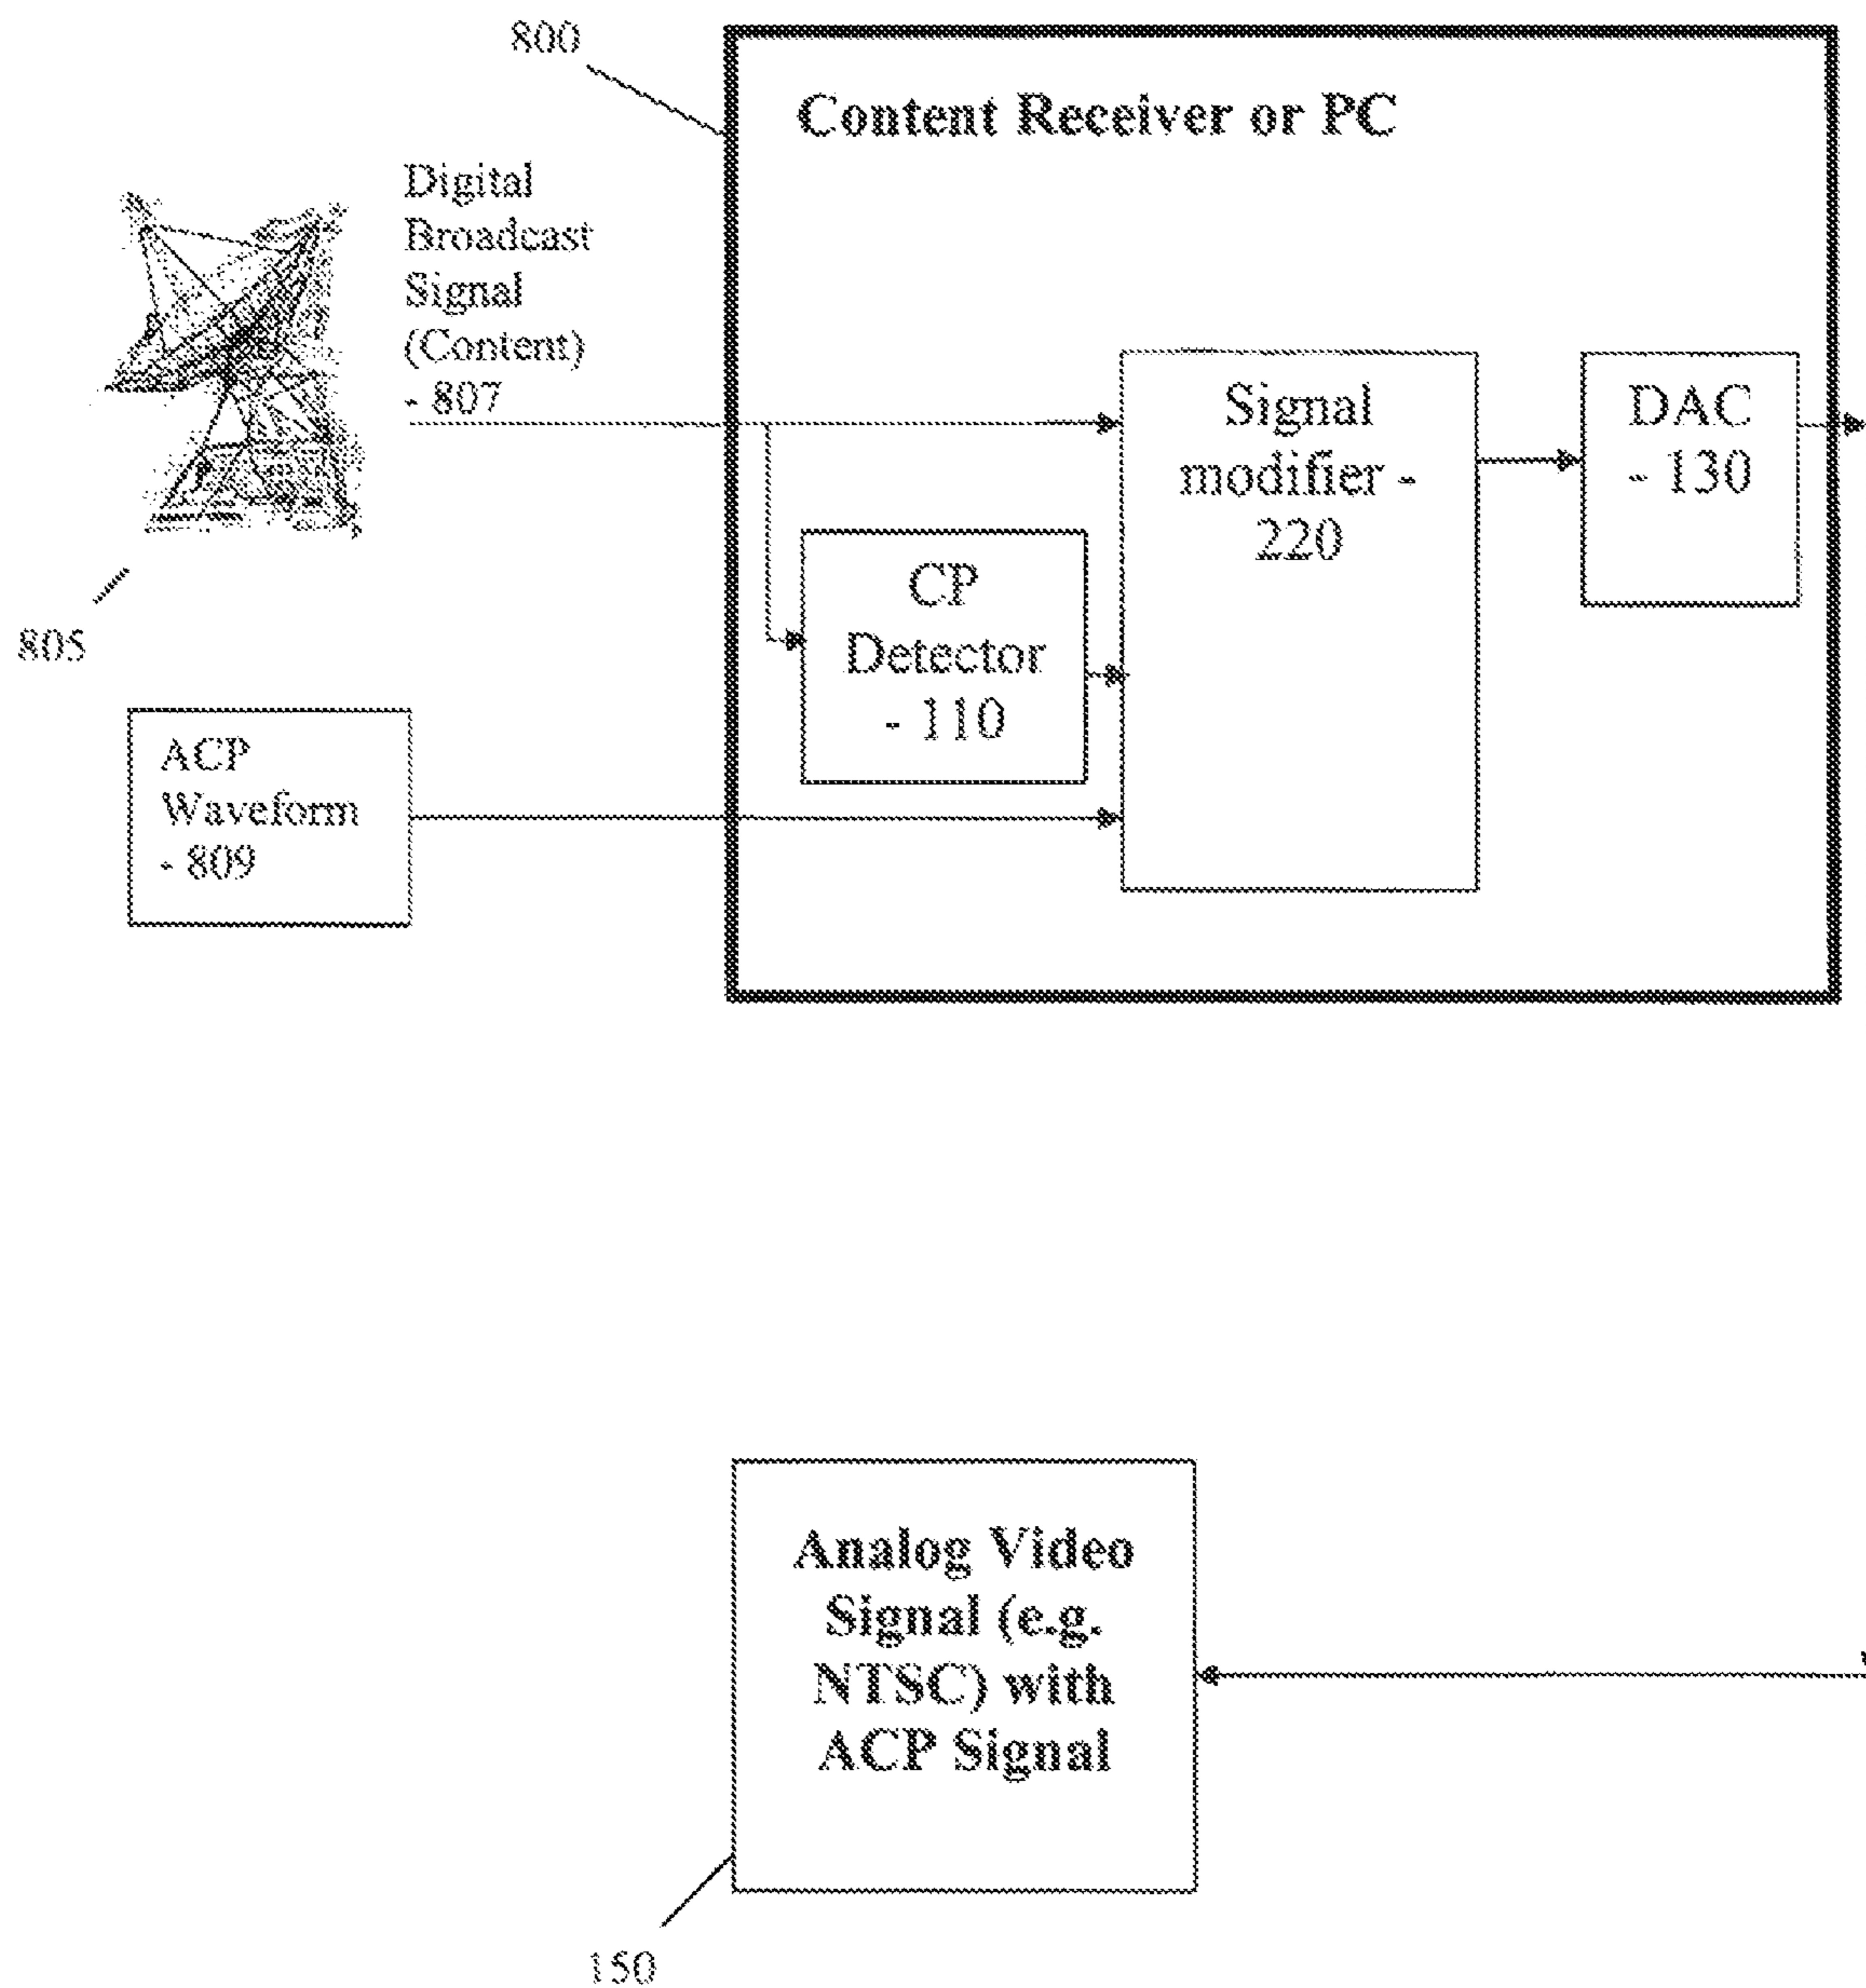 800
Content Receiver or PC
Digital
Broadcast
Signal
(Content)
- 807
Signal
modifier -
220
DAC
- 130
CP
Detector
- 110
805
ACP
Waveform
- 809
Analog Video
Signal (e.g.
NTSC) with
ACP Signal
150